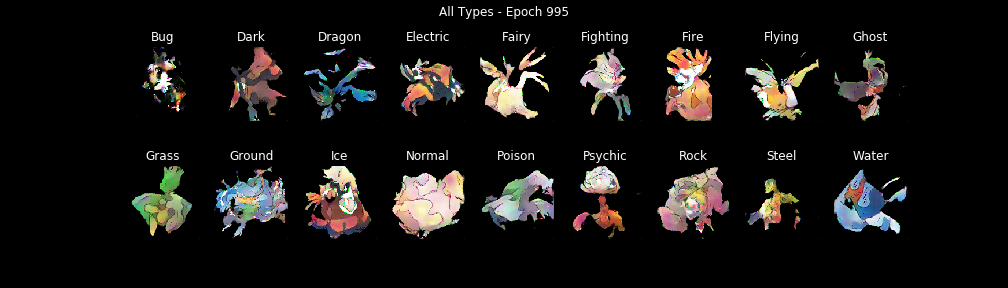 All Types - Epoch 995
Bug Dark Dragon Electric Fairy Fighting Fire Flying Ghost
Grass Ground Ice Normal Poison Psychic Rock Steel Water